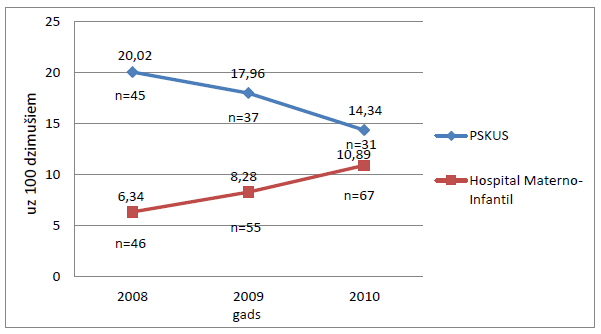 25
20
15
10
5
0
uz 100 dzimušiem
20,02
17,96
14,34
n=45
n=37
n=31
10,89
8,28
6,34
n=67
n=55
n=46
2008
2009
2010
gads
PSKUS
Hospital Materno-
Infantil